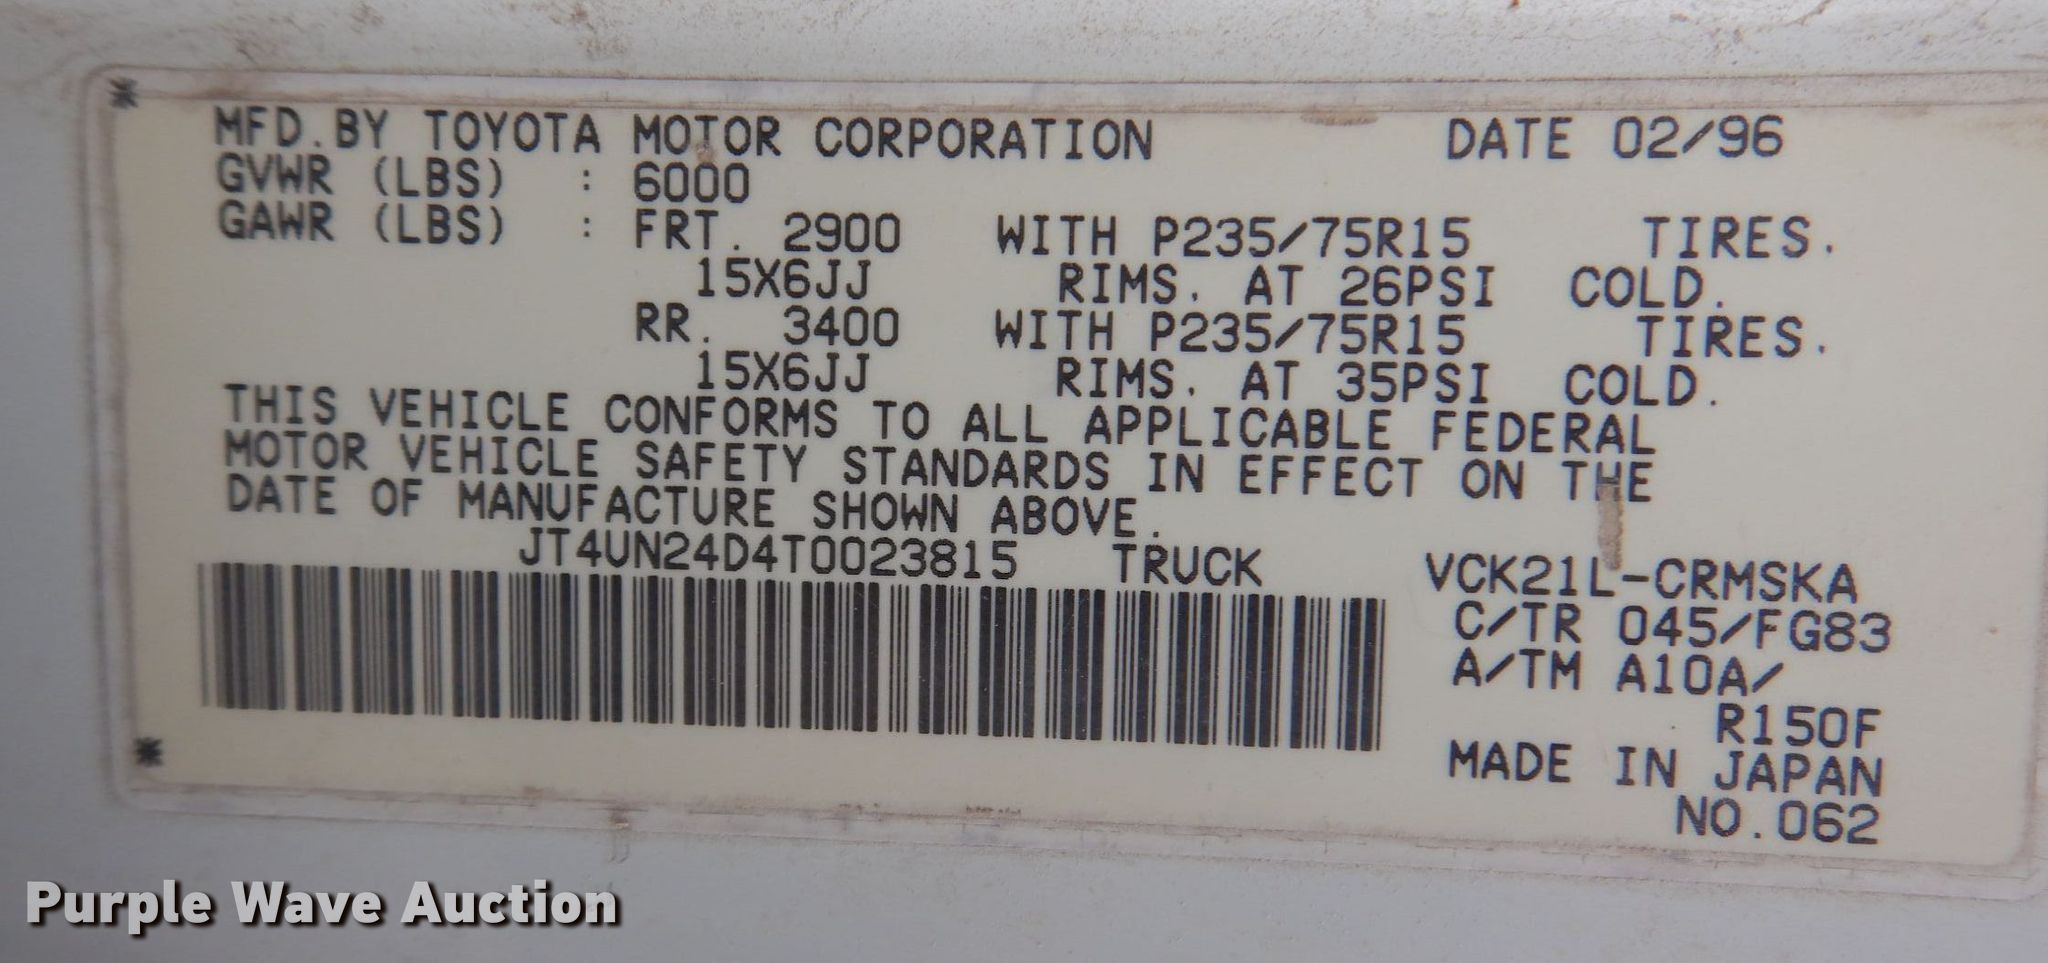 MFD.BY TOYOTA MOTOR CORPORATION DATE 02/96
GVWR (LBS) : 6000
GAWR (LBS) : FRT. 2900 WITH P235/75R15 TIRES.
15X6JJ RIMS. AT 26PSI COLD.
RR. 3400 WITH P235/75R15 TIRES.
15X6JJ RIMS. AT 35PSI COLD.
THIS VEHICLE CONFORMS TO ALL APPLICABLE FEDERAL
MOTOR VEHICLE SAFETY STANDARDS IN EFFECT ON THE
DATE OF MANUFACTURE SHOWN ABOVE.
JT4UN24D4T0023815 TRUCK VCK21L-CRMSKA
C/TR 045/FG83
A/TM A10A/
R150F
MADE IN JAPAN
NO.062
Purple Wave Auction